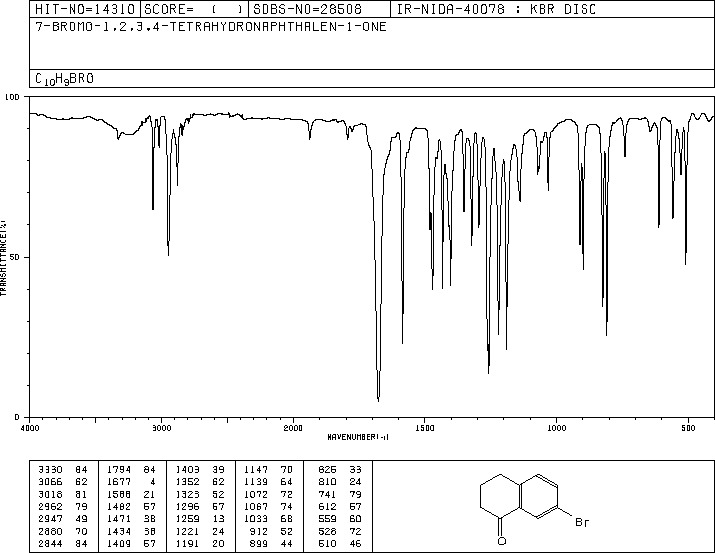 HIT-NO=14310 SCORE= ( ) SDBS-NO=28508 IR-NIDA-40078 : KBR DISC
7-BROMO-1,2,3,4-TETRAHYDRONAPHTHALEN-1-ONE
C10H9BRO
100
50
0
TRANSMITTANCE(%)
4000 3000 2000 1500 1000 500
WAVENUMBER(-1)
3330 84 1794 84 1403 39 1147 70 826 33
3066 62 1677 4 1352 62 1139 64 810 24
3018 81 1588 21 1323 52 1072 72 741 79
2962 79 1482 57 1296 57 1067 74 612 57
2947 49 1471 38 1259 13 1033 68 559 60
2880 70 1434 38 1221 24 912 52 528 72
2844 84 1409 57 1191 20 899 44 510 46
Br
O